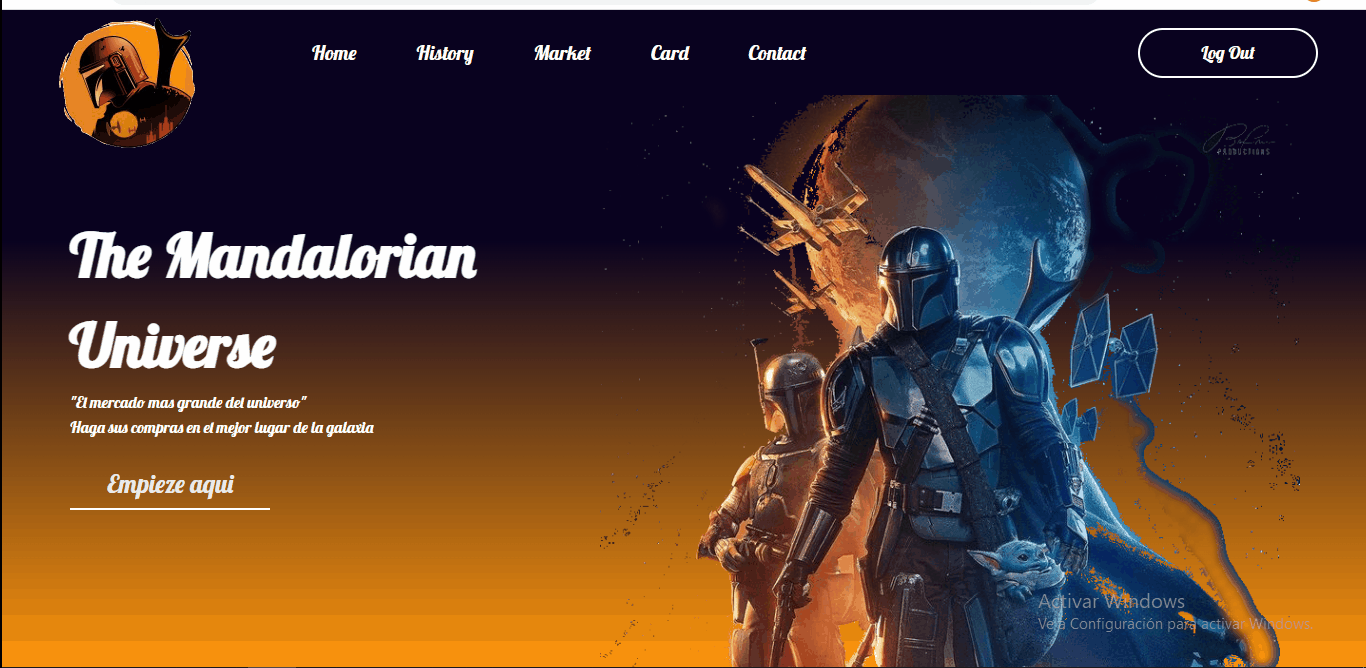 Home History Market Card Contact Log Out
PRODUCTIONS
The Mandalorian
Universe
"El mercado mas grande del universo"
Haga sus compras en el mejor lugar de la galaxia
Empieze aqui
Activar Windows
Ve a Configuración para activar Windows.